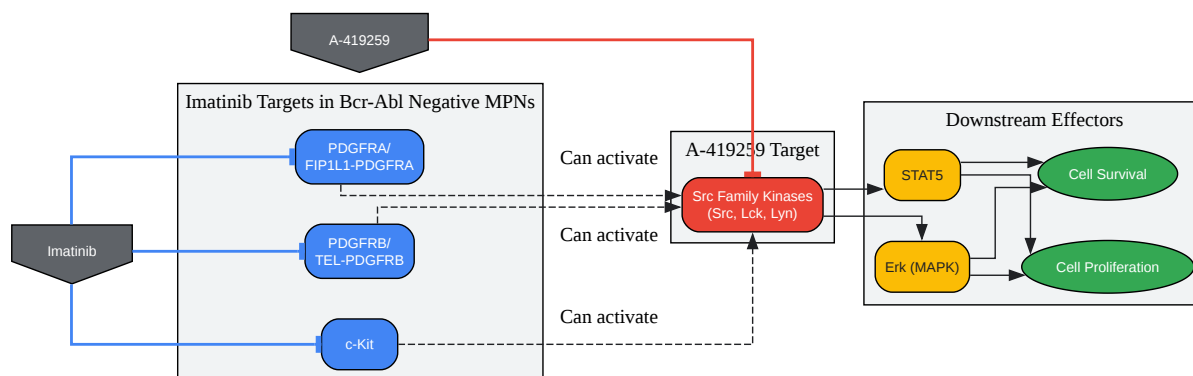 A-419259
Imatinib Targets in Bcr-Abl Negative MPNs
PDGFRA/
FIP1L1-PDGFRA
Can activate
Imatinib
PDGFRB/
TEL-PDGFRB
Can activate
c-Kit
Can activate
A-419259 Target
Src Family Kinases
(Src, Lck, Lyn)
Downstream Effectors
STAT5
Cell Survival
Erk (MAPK)
Cell Proliferation